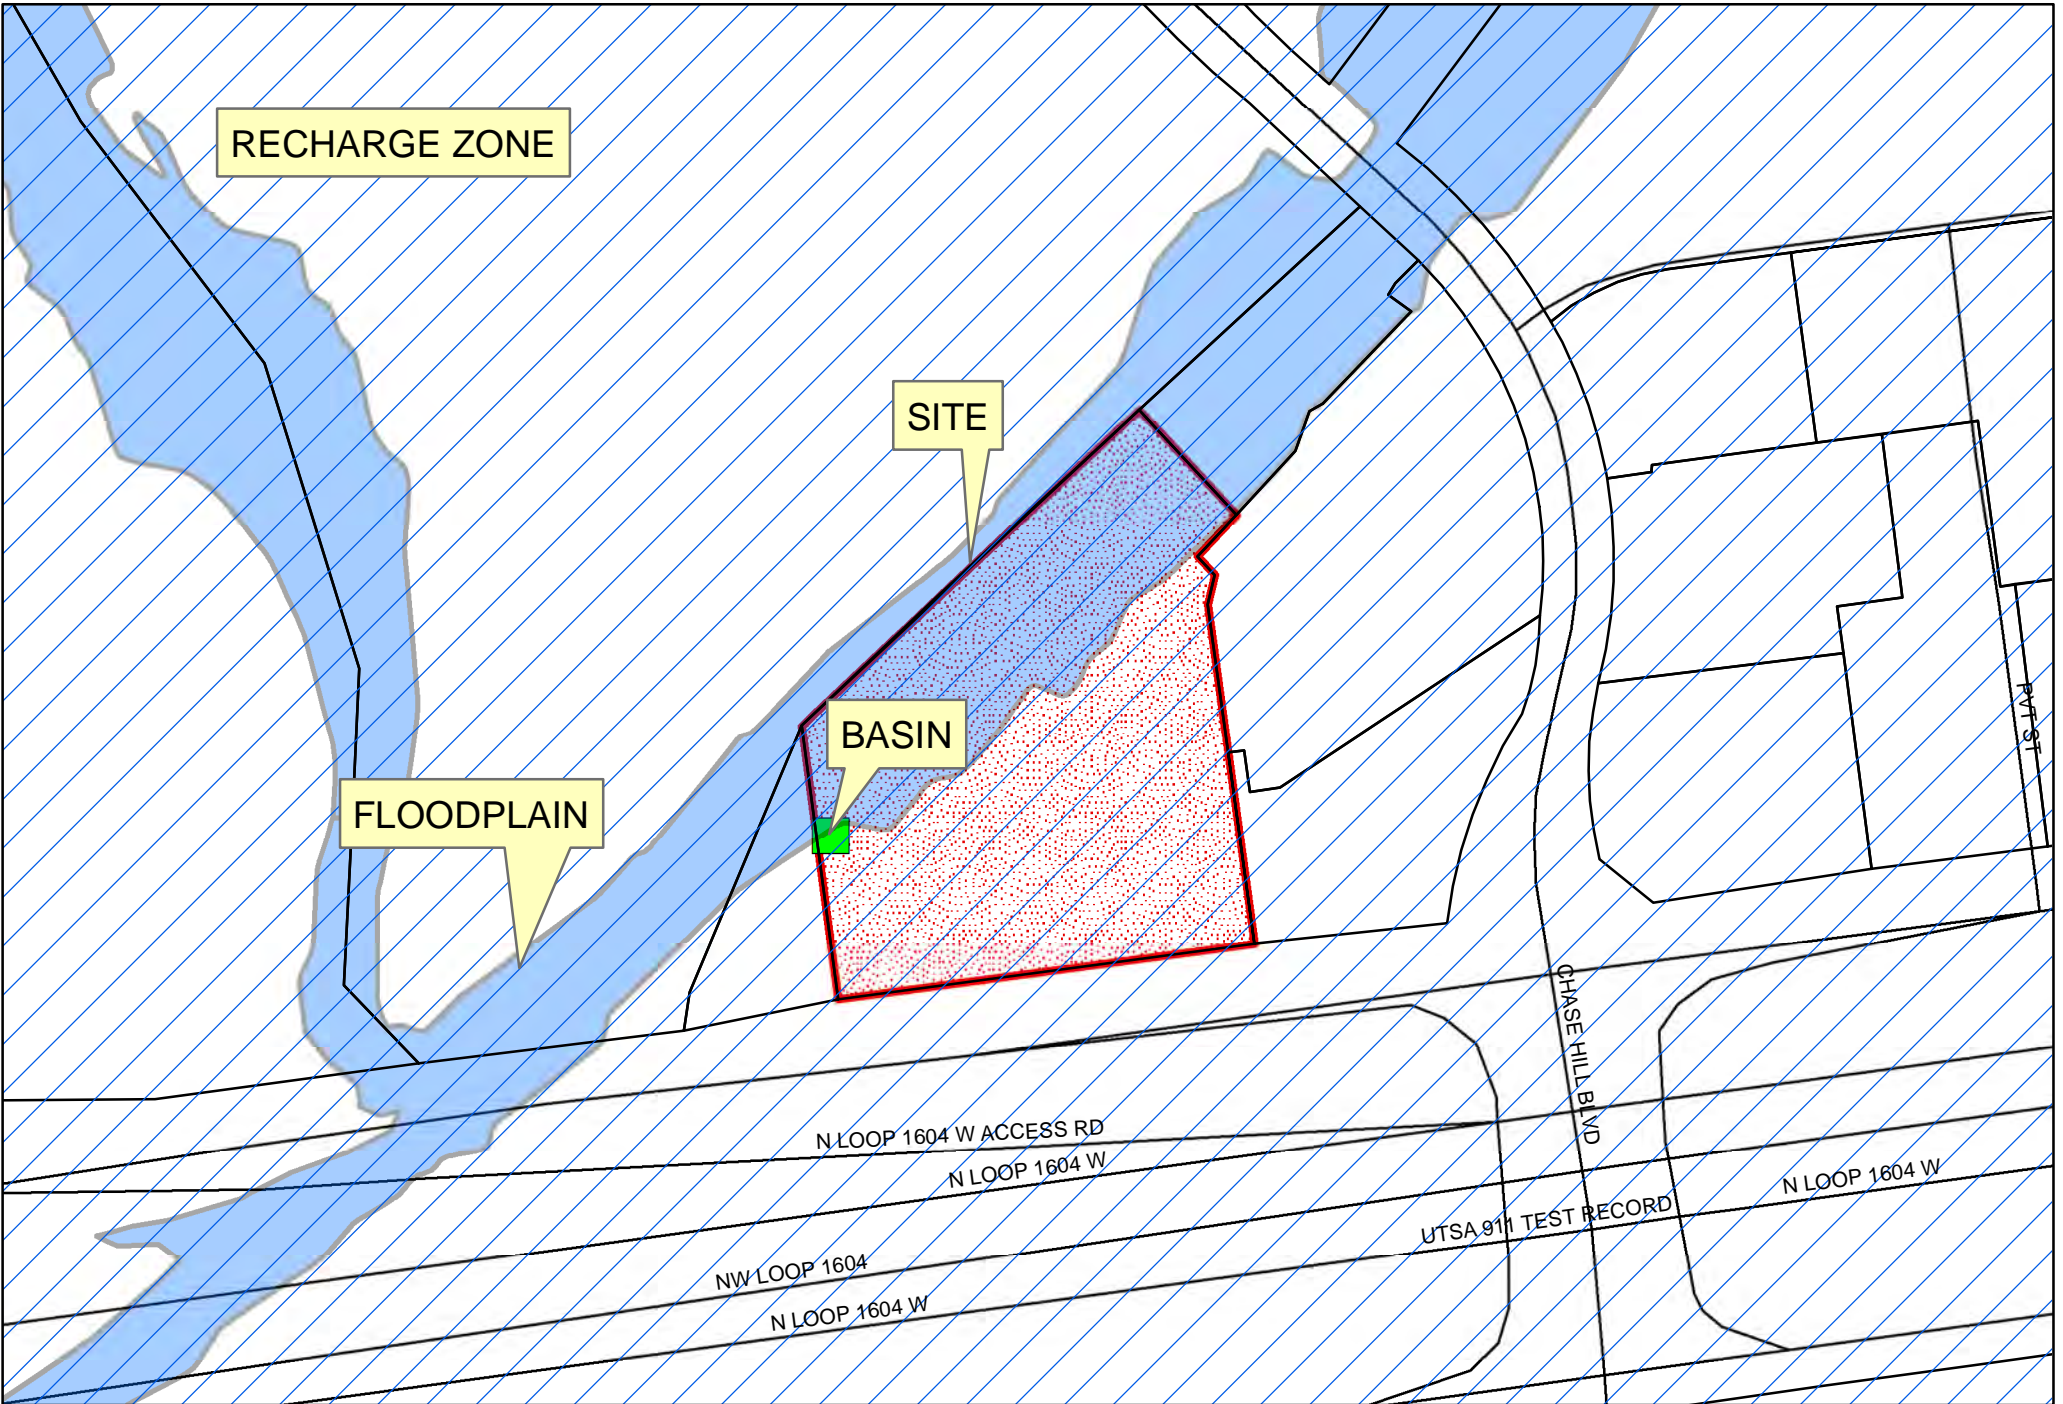 RECHARGE ZONE
SITE
BASIN
PVT ST
FLOODPLAIN
CHASE HILL BLVD
N LOOP 1604 W ACCESS RD
N LOOP 1604 W
N LOOP 1604 W
UTSA 911 TEST RECORD
NW LOOP 1604
N LOOP 1604 W